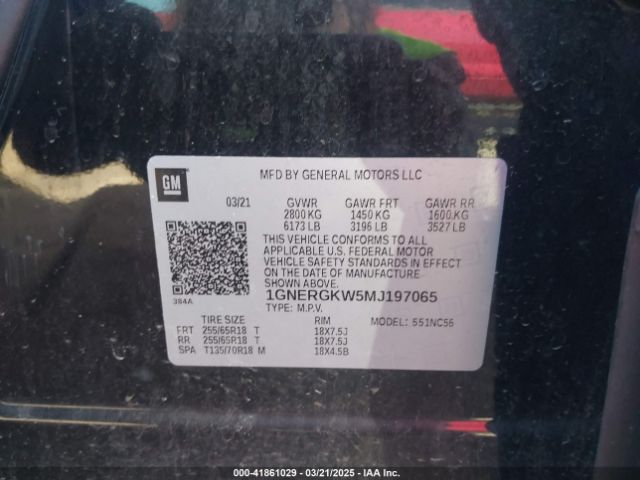 GM
MFD BY GENERAL MOTORS LLC
03/21 GVWR GAWR FRT GAWR RR
2800 KG 1450 KG 1600 KG
6173 LB 3196 LB 3527 LB
THIS VEHICLE CONFORMS TO ALL
APPLICABLE U.S. FEDERAL MOTOR
VEHICLE SAFETY STANDARDS IN EFFECT
ON THE DATE OF MANUFACTURE
SHOWN ABOVE.
384A
1GNERGKW5MJ197065
TYPE: M.P.V.
TIRE SIZE RIM MODEL: 551NC56
FRT 255/65R18 T 18X7.5J
RR 255/65R18 T 18X7.5J
SPA T135/70R18 M 18X4.5B
000-41861029 — 03/21/2025 — IAA Inc.